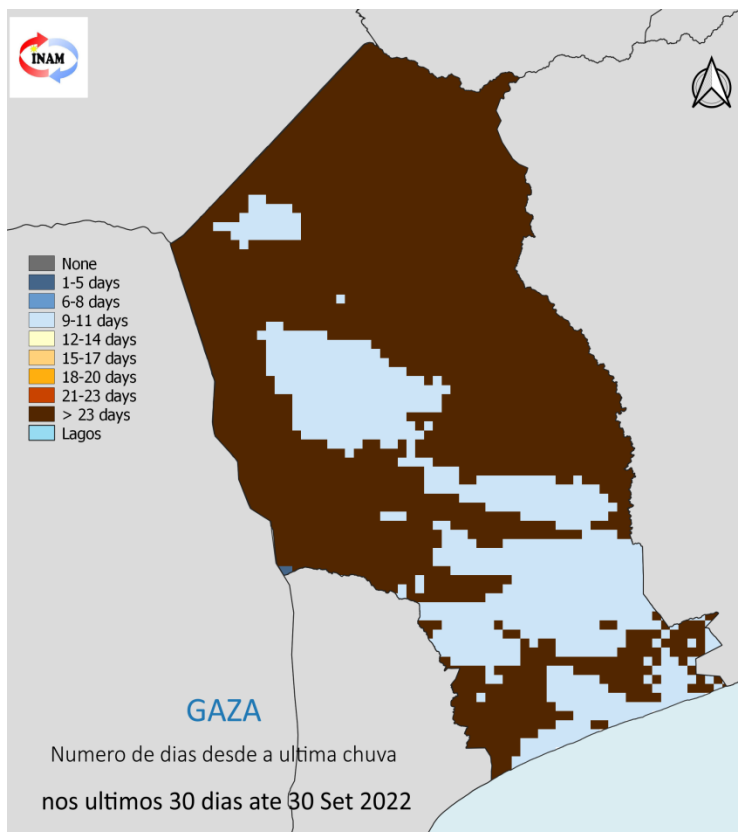 INAM
None
1-5 days
6-8 days
9-11 days
12-14 days
15-17 days
18-20 days
21-23 days
> 23 days
Lagos
GAZA
Numero de dias desde a ultima chuva
nos ultimos 30 dias ate 30 Set 2022